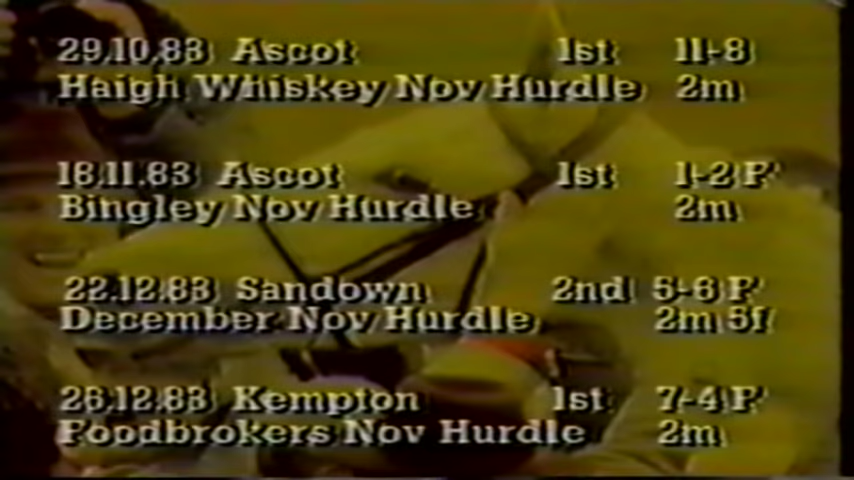 29.10.83 Ascot 1st 11-8
Haigh Whiskey Nov Hurdle 2m
18.11.83 Ascot 1st 1-2 F
Bingley Nov Hurdle 2m
22.12.83 Sandown 2nd 5-6 F
December Nov Hurdle 2m 5f
26.12.83 Kempton 1st 7-4 F
Foodbrokers Nov Hurdle 2m